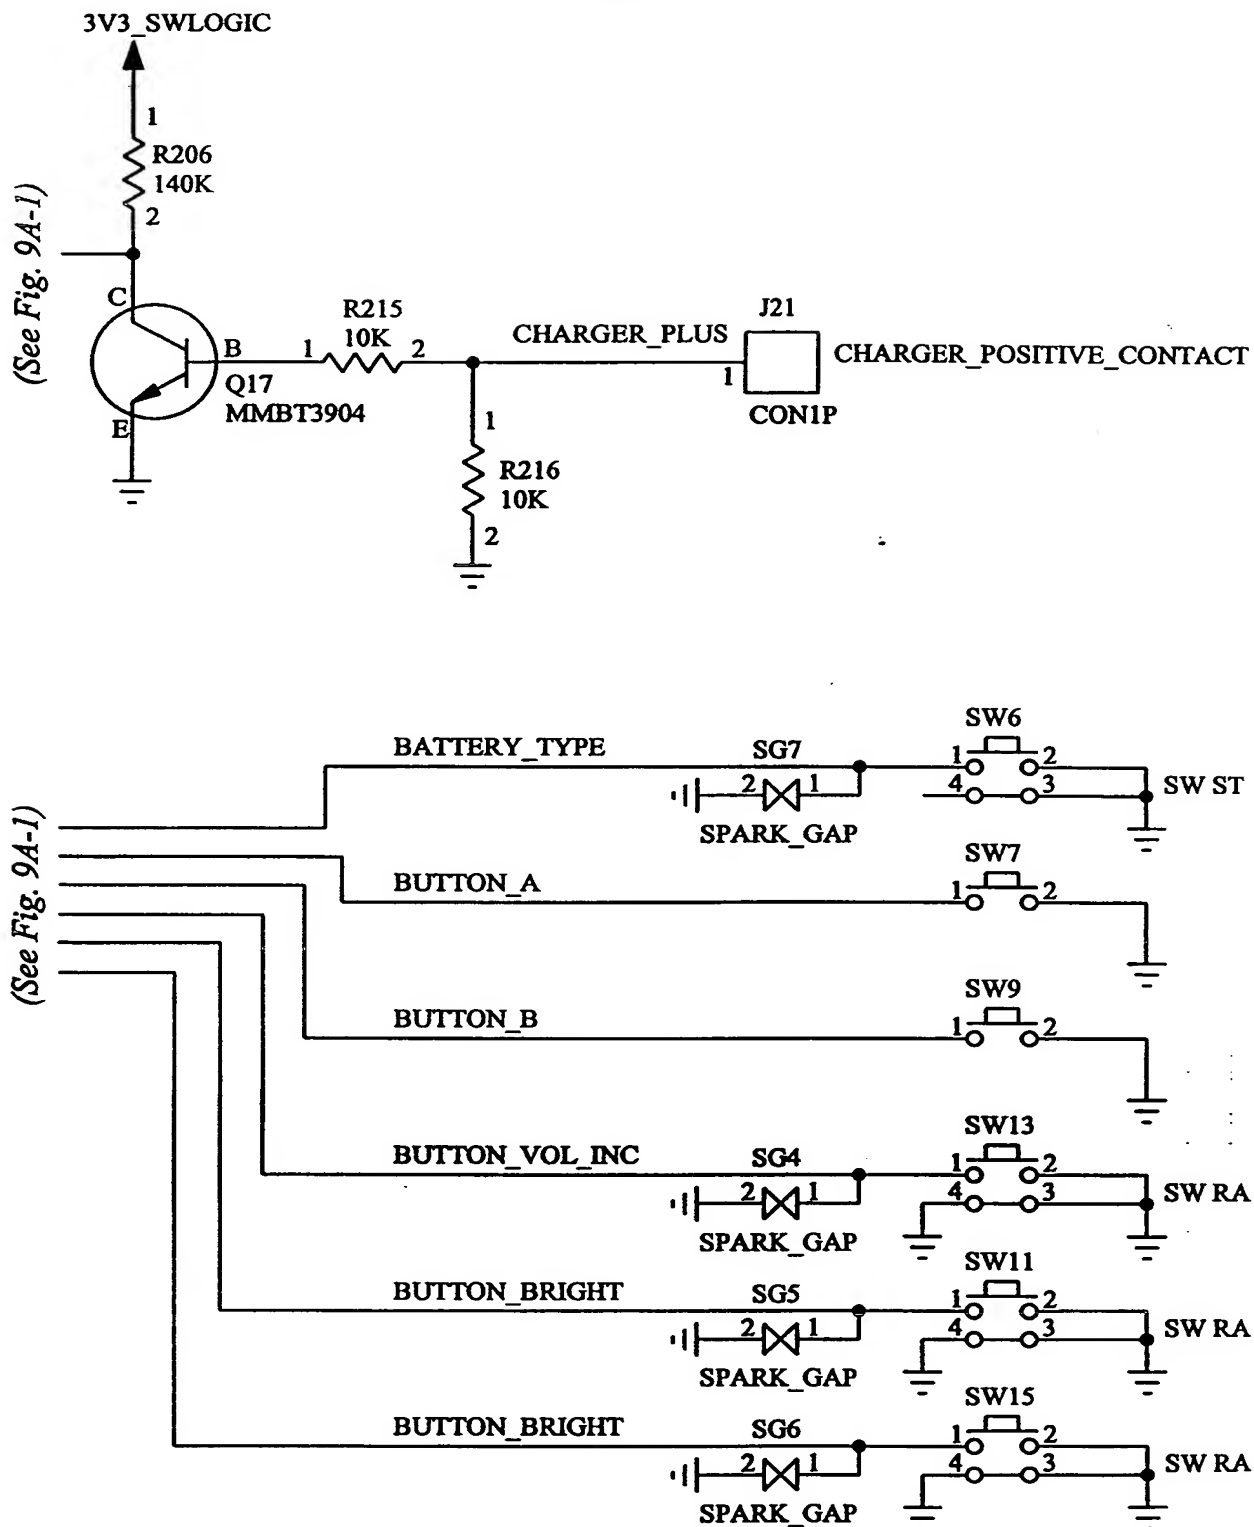 3V3_SWLOGIC
1
R206
140K
2
(See Fig. 9A-1)
C
B
E
Q17
MMBT3904
R215
10K
1
2
CHARGER_PLUS
J21
1
CON1P
CHARGER_POSITIVE_CONTACT
1
R216
10K
2
(See Fig. 9A-1)
BATTERY_TYPE
SG7
2
1
SPARK_GAP
SW6
1
2
4
3
SW ST
BUTTON_A
SW7
1
2
BUTTON_B
SW9
1
2
BUTTON_VOL_INC
SG4
2
1
SPARK_GAP
SW13
1
2
4
3
SW RA
BUTTON_BRIGHT
SG5
2
1
SPARK_GAP
SW11
1
2
4
3
SW RA
BUTTON_BRIGHT
SG6
2
1
SPARK_GAP
SW15
1
2
4
3
SW RA